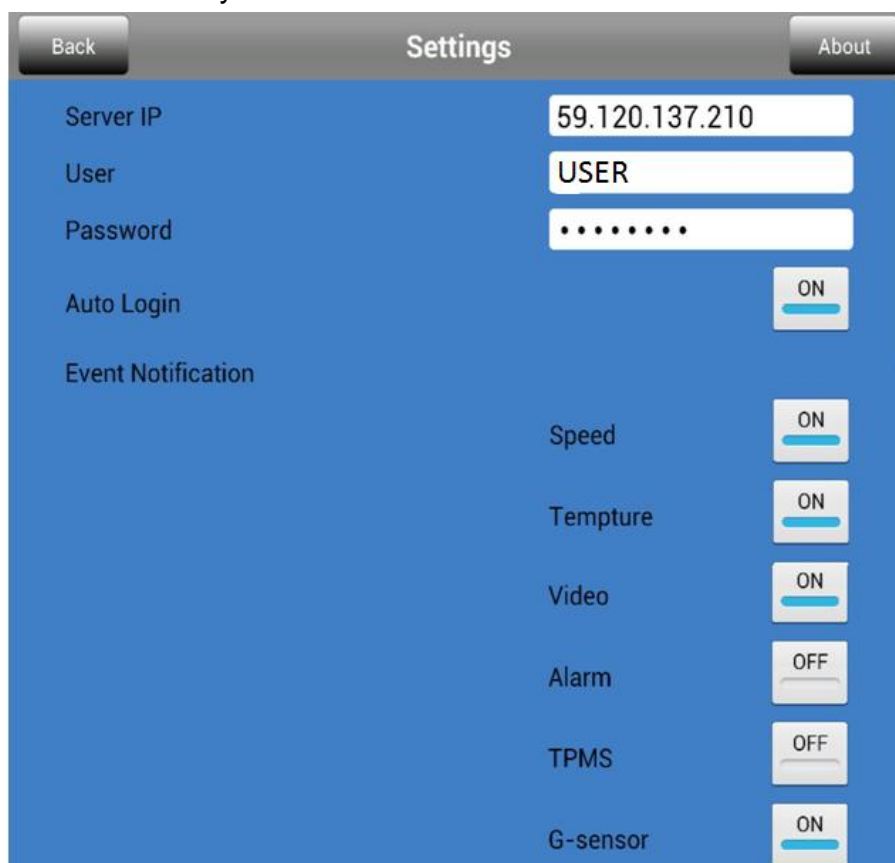 Back Settings About
Server IP 59.120.137.210
User USER
Password ••••••••
Auto Login ON
Event Notification
Speed ON
Tempture ON
Video ON
Alarm OFF
TPMS OFF
G-sensor ON